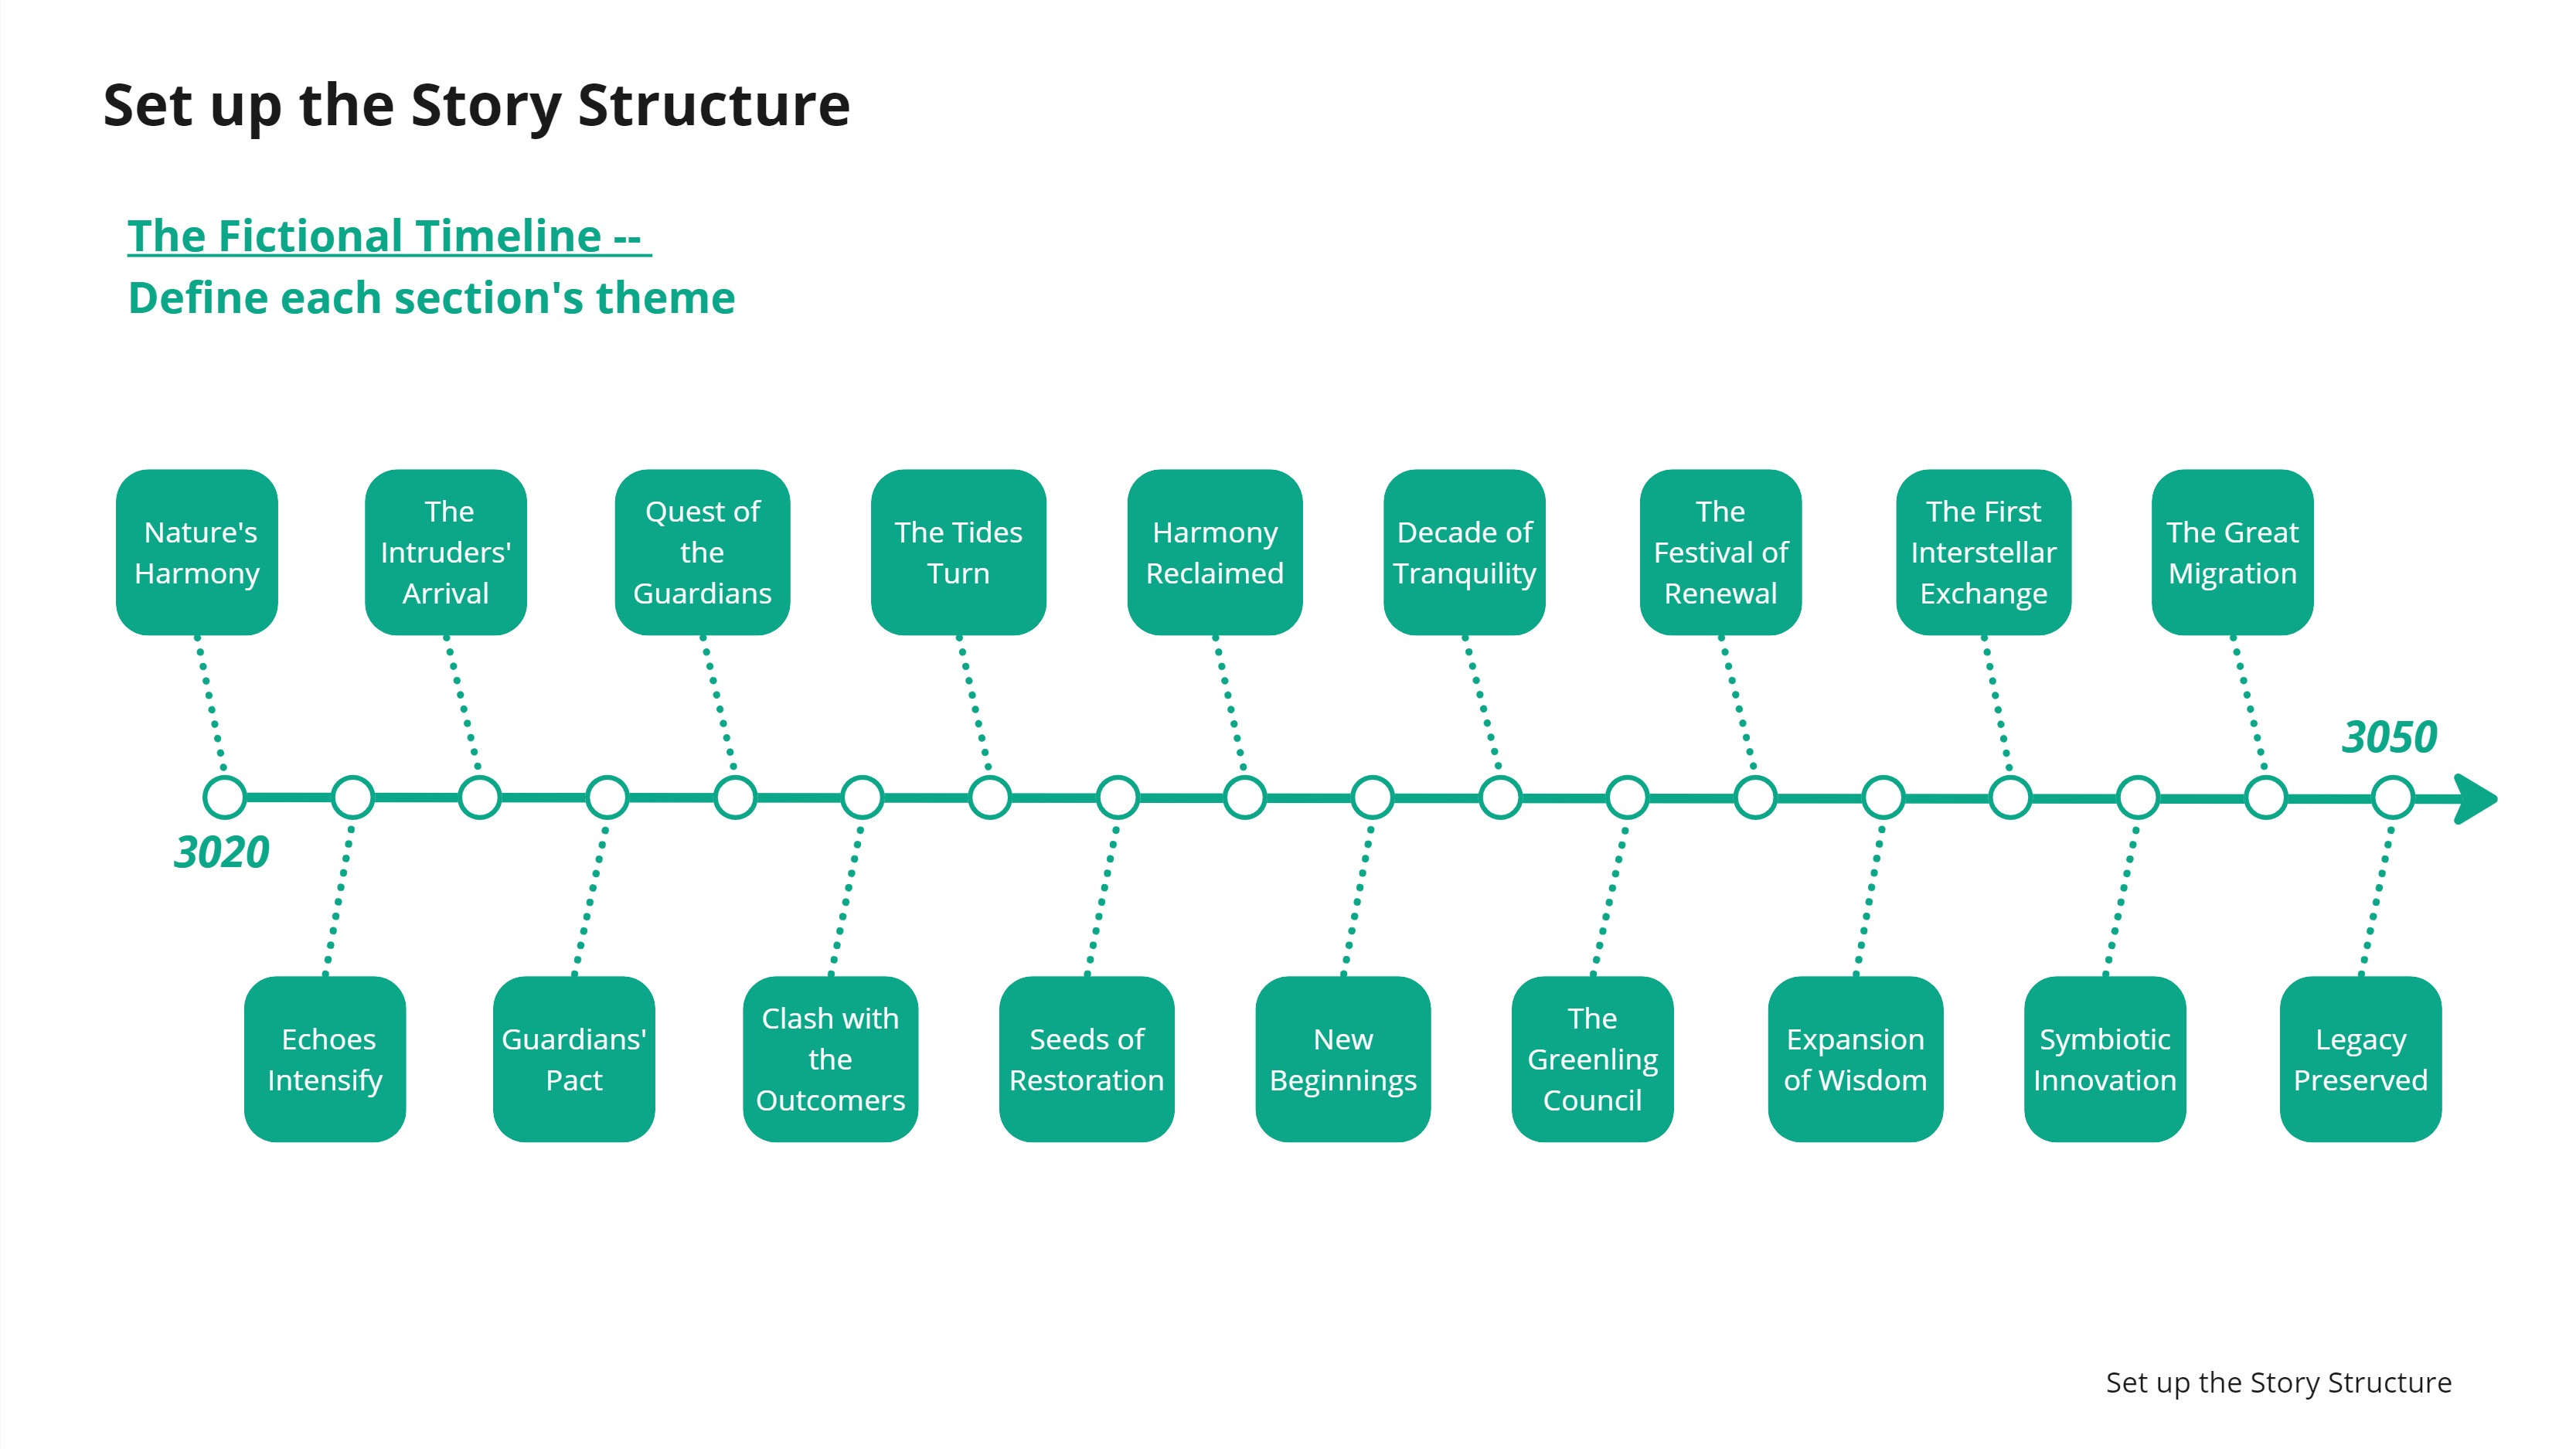 Set up the Story Structure
The Fictional Timeline --
Define each section's theme
Nature's
Harmony
The
Intruders'
Arrival
Quest of
the
Guardians
The Tides
Turn
Harmony
Reclaimed
Decade of
Tranquility
The
Festival of
Renewal
The First
Interstellar
Exchange
The Great
Migration
3050
3020
Echoes
Intensify
Guardians'
Pact
Clash with
the
Outcomers
Seeds of
Restoration
New
Beginnings
The
Greenling
Council
Expansion
of Wisdom
Symbiotic
Innovation
Legacy
Preserved
Set up the Story Structure